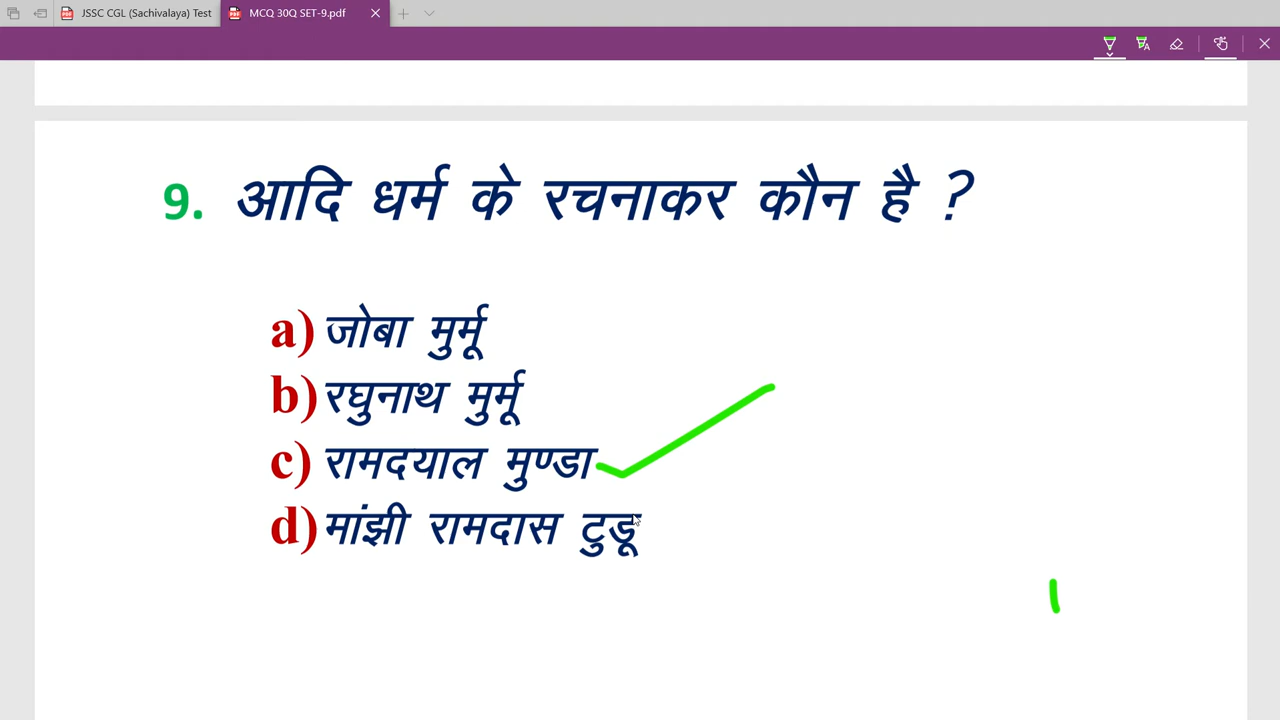 JSSC CGL (Sachivalaya) Test
MCQ 30Q SET-9.pdf
9. आदि धर्म के रचनाकर कौन है ?
a) जोबा मुर्मू
b) रघुनाथ मुर्मू
c) रामदयाल मुण्डा
d) मांझी रामदास टुडू